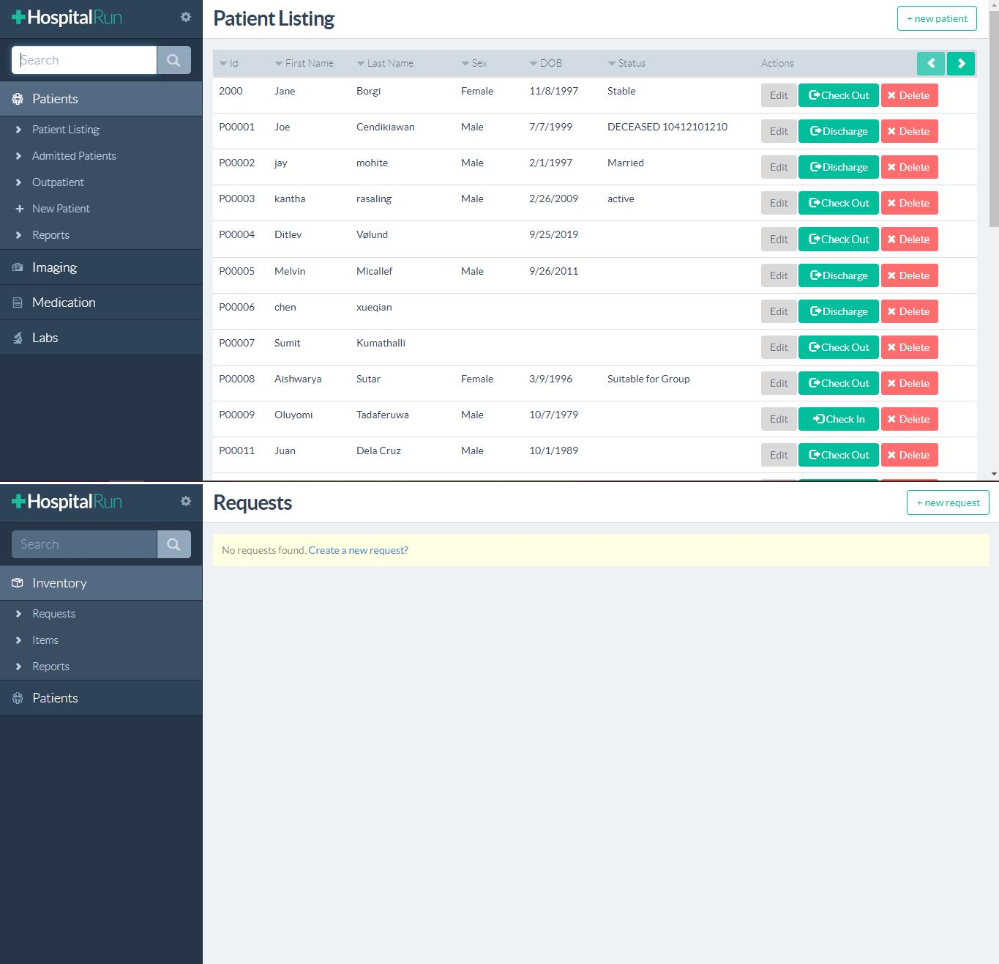 HospitalRun
Patient Listing
+ new patient
Search
Patients
Patient Listing
Admitted Patients
Outpatient
New Patient
Reports
Imaging
Medication
Labs
Id First Name Last Name Sex DOB Status Actions
2000 Jane Borgi Female 11/8/1997 Stable Edit Check Out Delete
P00001 Joe Cendikiawan Male 7/7/1999 DECEASED 10412101210 Edit Discharge Delete
P00002 jay mohite Male 2/1/1997 Married Edit Discharge Delete
P00003 kantha rasaling Male 2/26/2009 active Edit Check Out Delete
P00004 Ditlev Vølund 9/25/2019 Edit Check Out Delete
P00005 Melvin Micallef Male 9/26/2011 Edit Discharge Delete
P00006 chen xueqian Edit Discharge Delete
P00007 Sumit Kumathalli Edit Check Out Delete
P00008 Aishwarya Sutar Female 3/9/1996 Suitable for Group Edit Check Out Delete
P00009 Oluyomi Tadaferuwa Male 10/7/1979 Edit Check In Delete
P00011 Juan Dela Cruz Male 10/1/1989 Edit Check Out Delete
HospitalRun
Requests
+ new request
Search
Inventory
Requests
Items
Reports
Patients
No requests found. Create a new request?